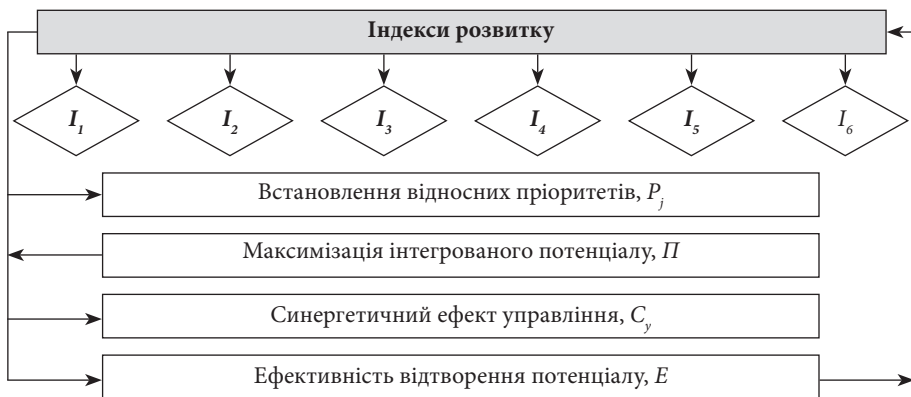 Індекси розвитку
I₁ I₂ I₃ I₄ I₅ I₆
Встановлення відносних пріоритетів, Pⱼ
Максимізація інтегрованого потенціалу, П
Синергетичний ефект управління, C_y
Ефективність відтворення потенціалу, E